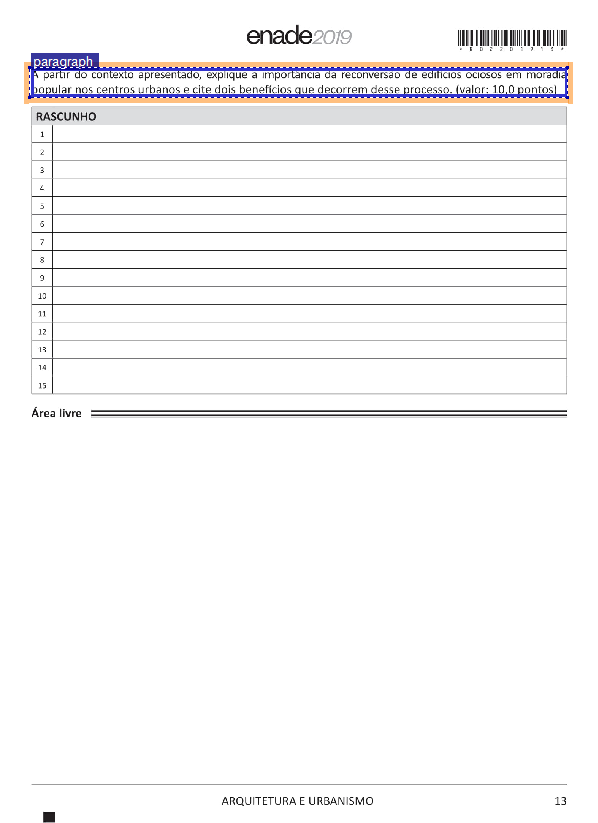 enade2019
paragraph
A partir do contexto apresentado, explique a importância da reconversão de edifícios ociosos em moradia
popular nos centros urbanos e cite dois benefícios que decorrem desse processo. (valor: 10,0 pontos)
RASCUNHO
1
2
3
4
5
6
7
8
9
10
11
12
13
14
15
Área livre
ARQUITETURA E URBANISMO
13